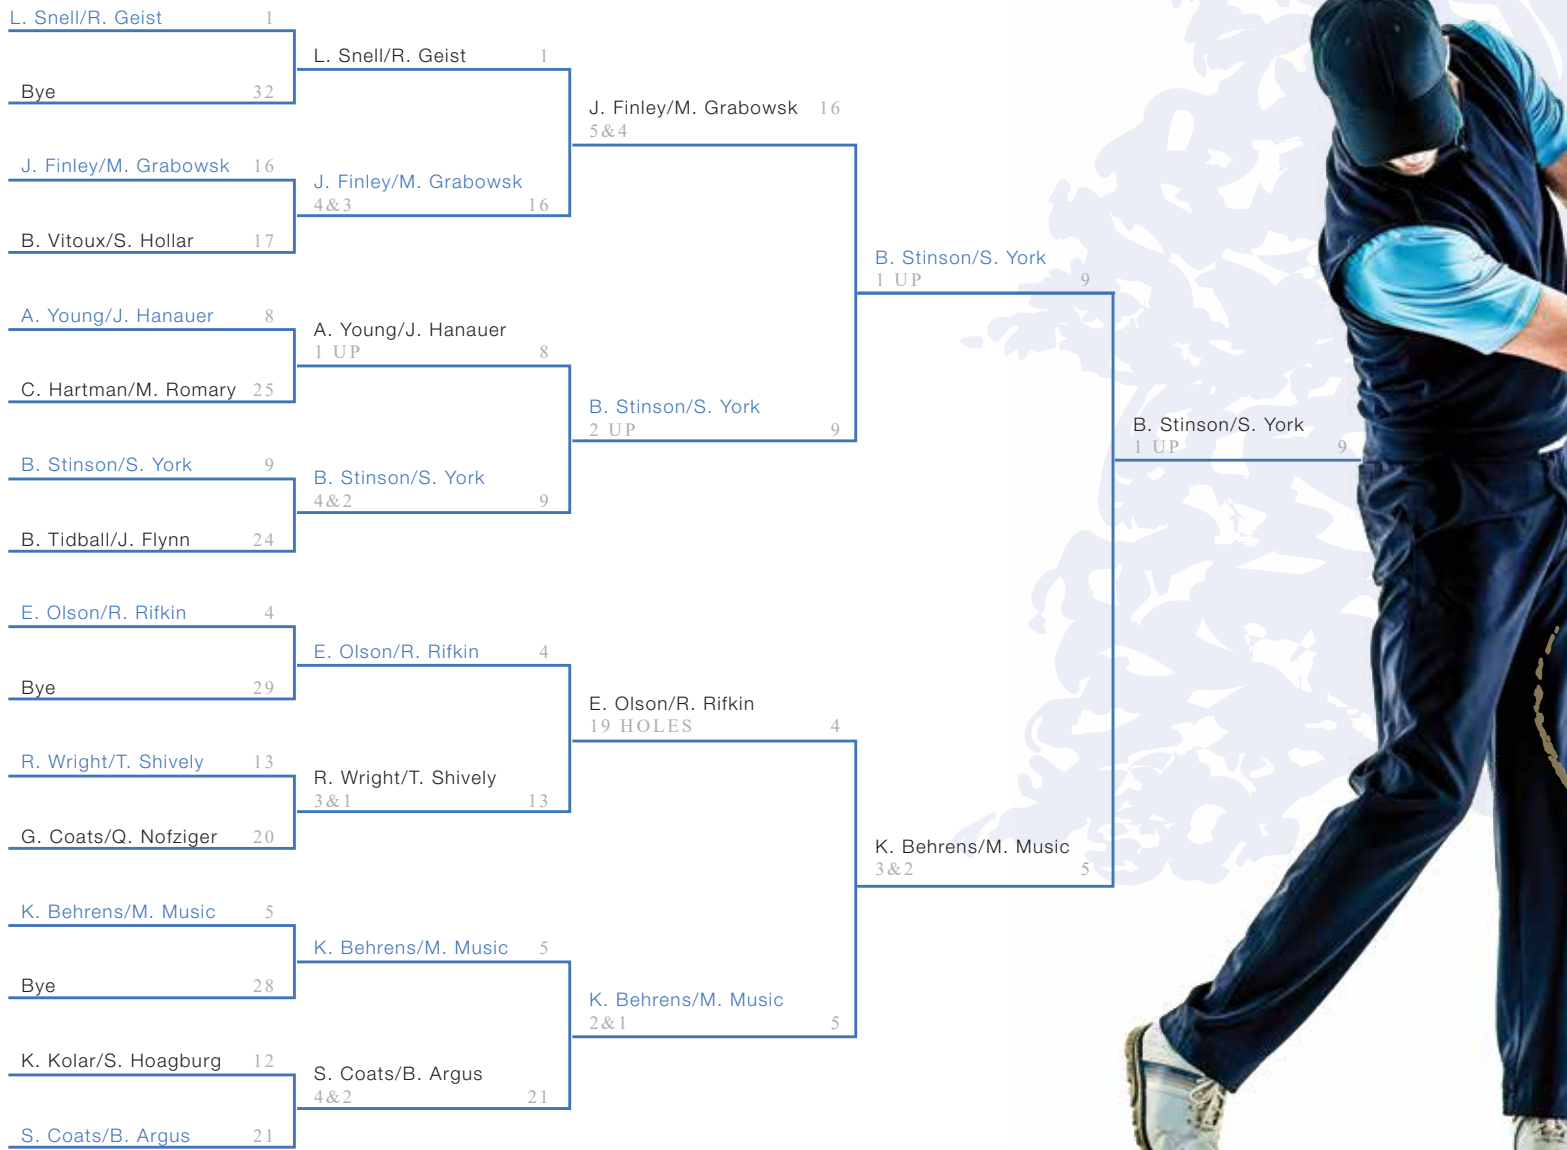 L. Snell/R. Geist 1
Bye 32
J. Finley/M. Grabowsk 16
B. Vitoux/S. Hollar 17
A. Young/J. Hanauer 8
C. Hartman/M. Romary 25
B. Stinson/S. York 9
B. Tidball/J. Flynn 24
E. Olson/R. Rifkin 4
Bye 29
R. Wright/T. Shively 13
G. Coats/Q. Nofziger 20
K. Behrens/M. Music 5
Bye 28
K. Kolar/S. Hoagburg 12
S. Coats/B. Argus 21
L. Snell/R. Geist 1
J. Finley/M. Grabowsk
4&3 16
A. Young/J. Hanauer
1 UP 8
B. Stinson/S. York
4&2 9
E. Olson/R. Rifkin 4
R. Wright/T. Shively
3&1 13
K. Behrens/M. Music 5
S. Coats/B. Argus
4&2 21
J. Finley/M. Grabowsk 16
5&4
B. Stinson/S. York
2 UP 9
E. Olson/R. Rifkin
19 HOLES 4
K. Behrens/M. Music
2&1 5
B. Stinson/S. York
1 UP 9
K. Behrens/M. Music
3&2 5
B. Stinson/S. York
1 UP 9